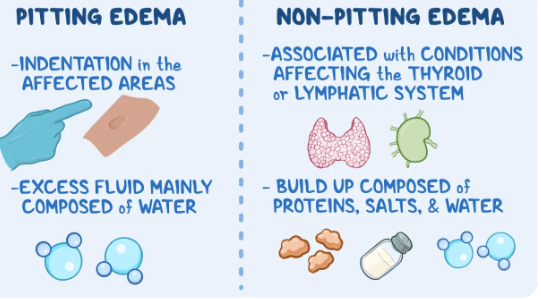 PITTING EDEMA
-INDENTATION in the
AFFECTED AREAS
-EXCESS FLUID MAINLY
COMPOSED of WATER
NON-PITTING EDEMA
-ASSOCIATED with CONDITIONS
AFFECTING the THYROID
or LYMPHATIC SYSTEM
- BUILD UP COMPOSED of
PROTEINS, SALTS, & WATER